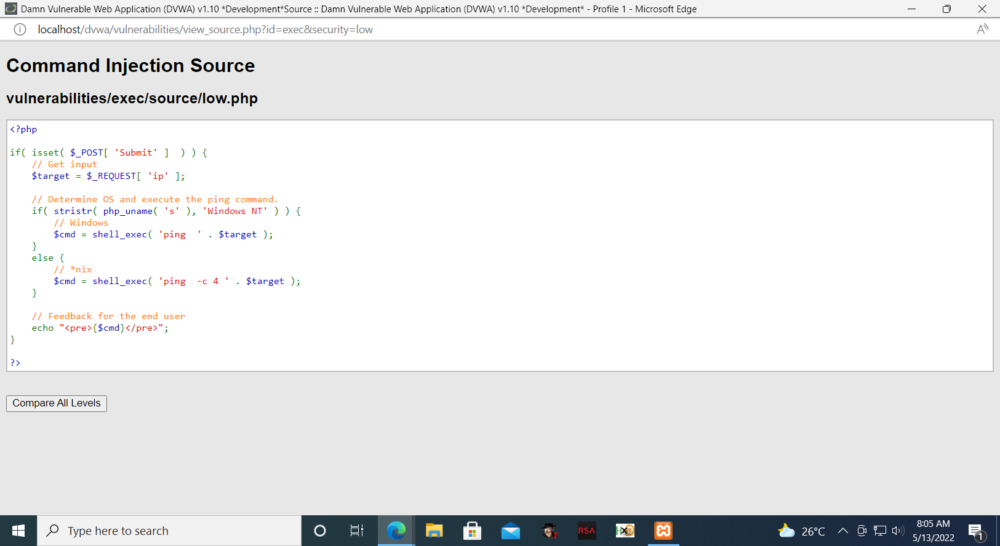 Damn Vulnerable Web Application (DVWA) v1.10 *Development*Source :: Damn Vulnerable Web Application (DVWA) v1.10 *Development* - Profile 1 - Microsoft Edge
localhost/dvwa/vulnerabilities/view_source.php?id=exec&security=low
Command Injection Source
vulnerabilities/exec/source/low.php
<?php
if( isset( $_POST[ 'Submit' ]  ) ) {
    // Get input
    $target = $_REQUEST[ 'ip' ];
    // Determine OS and execute the ping command.
    if( stristr( php_uname( 's' ), 'Windows NT' ) ) {
        // Windows
        $cmd = shell_exec( 'ping  ' . $target );
    }
    else {
        // *nix
        $cmd = shell_exec( 'ping  -c 4 ' . $target );
    }
    // Feedback for the end user
    echo "<pre>{$cmd}</pre>";
}
?>
Compare All Levels
Type here to search
RSA
HXD
26°C
8:05 AM
5/13/2022
1